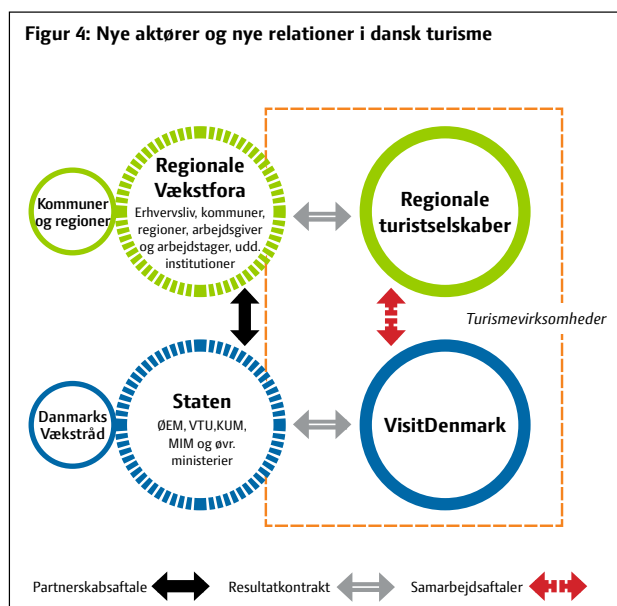 Figur 4: Nye aktører og nye relationer i dansk turisme
Kommuner
og regioner
Regionale
Vækstfora
Erhvervsliv, kommuner,
regioner, arbejdsgiver
og arbejdstager, udd.
institutioner
Regionale
turistselskaber
Turismevirksomheder
Danmarks
Vækstråd
Staten
ØEM, VTU,KUM,
MIM og øvr.
ministerier
VisitDenmark
Partnerskabsaftale
Resultatkontrakt
Samarbejdsaftaler